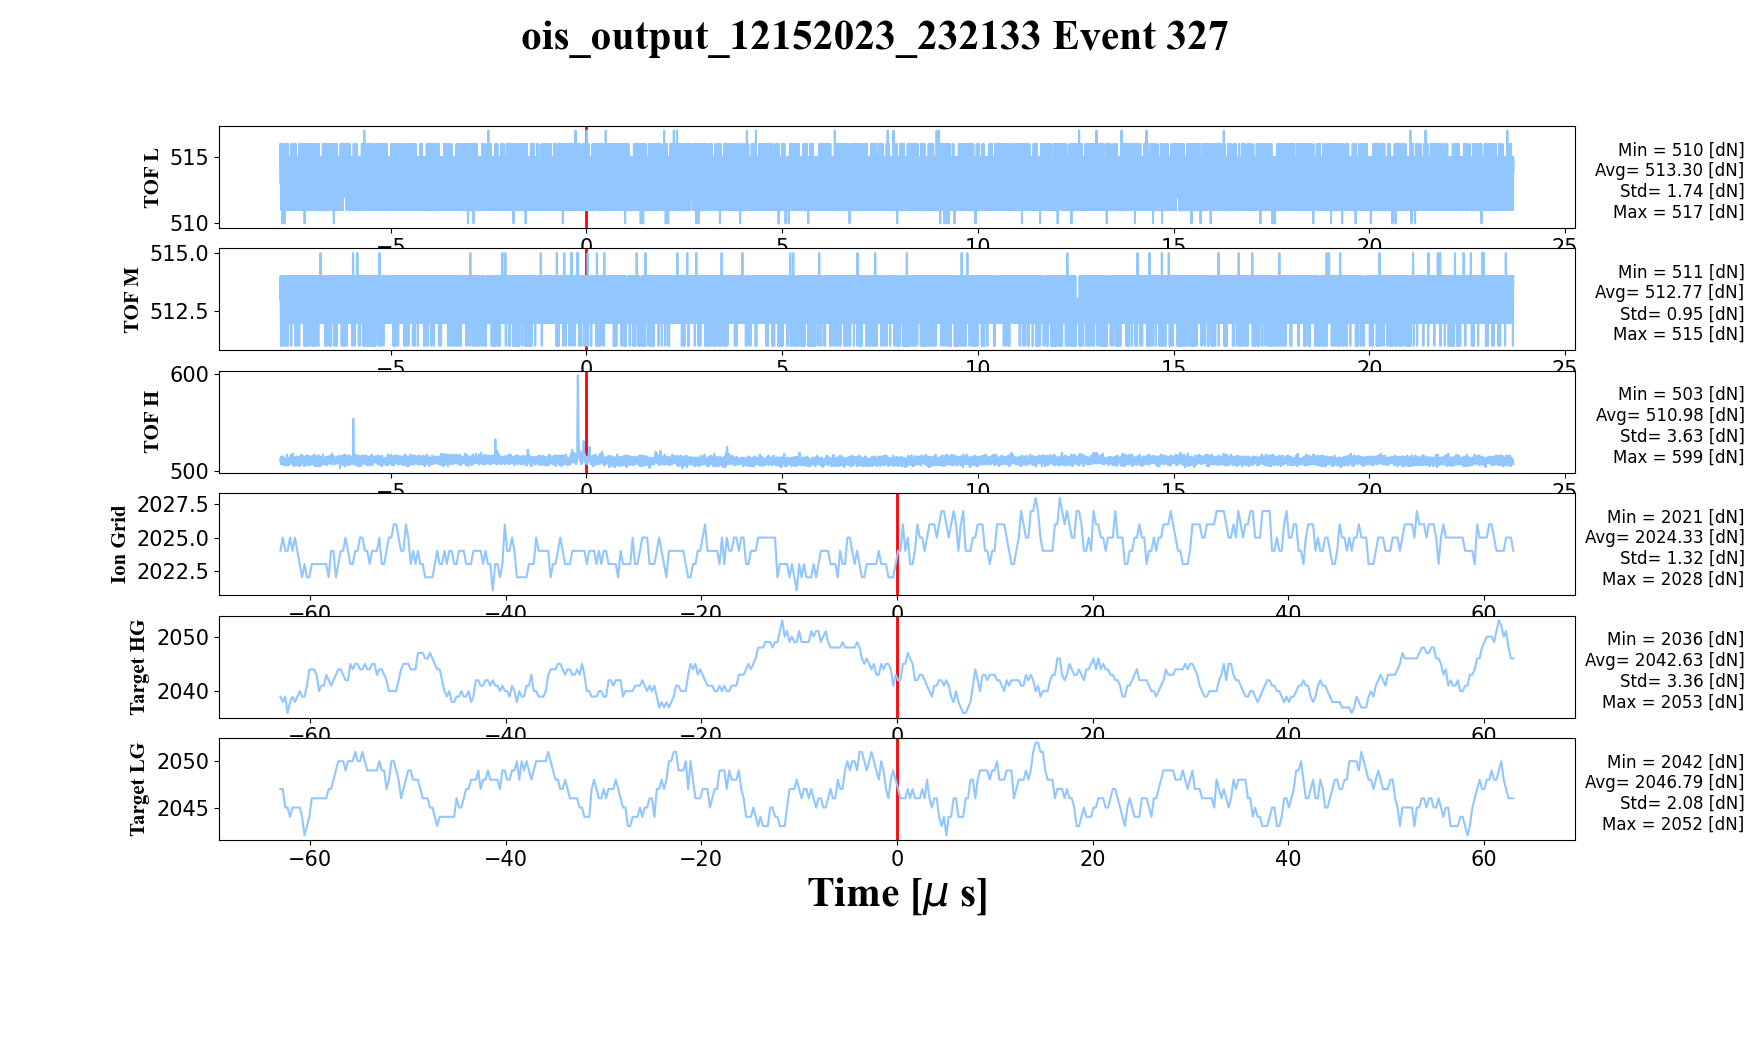 ois_output_12152023_232133 Event 327
TOF L
515
510
−5
0
5
10
15
20
25
Min = 510 [dN]
Avg= 513.30 [dN]
Std= 1.74 [dN]
Max = 517 [dN]
TOF M
515.0
512.5
−5
0
5
10
15
20
25
Min = 511 [dN]
Avg= 512.77 [dN]
Std= 0.95 [dN]
Max = 515 [dN]
TOF H
600
500
−5
0
5
10
15
20
25
Min = 503 [dN]
Avg= 510.98 [dN]
Std= 3.63 [dN]
Max = 599 [dN]
Ion Grid
2027.5
2025.0
2022.5
−60
−40
−20
0
20
40
60
Min = 2021 [dN]
Avg= 2024.33 [dN]
Std= 1.32 [dN]
Max = 2028 [dN]
Target HG
2050
2040
−60
−40
−20
0
20
40
60
Min = 2036 [dN]
Avg= 2042.63 [dN]
Std= 3.36 [dN]
Max = 2053 [dN]
Target LG
2050
2045
−60
−40
−20
0
20
40
60
Min = 2042 [dN]
Avg= 2046.79 [dN]
Std= 2.08 [dN]
Max = 2052 [dN]
Time [μ s]